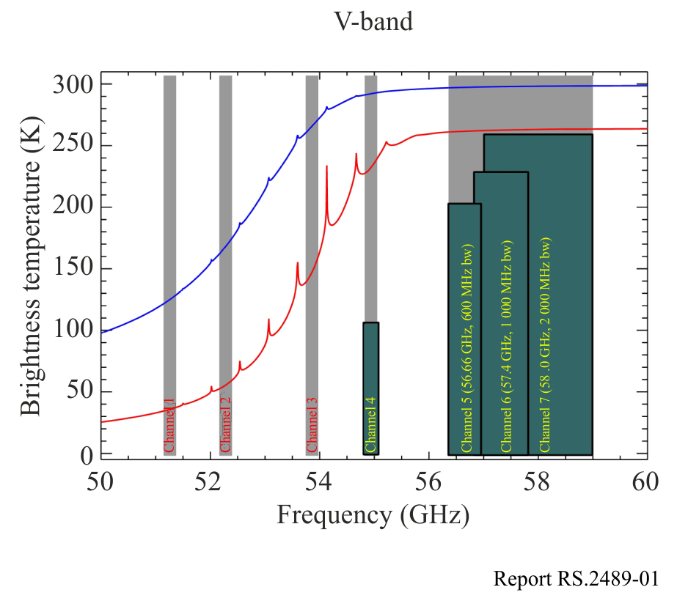 V-band
Brightness temperature (K)
300
250
200
150
100
50
0
Channel 1
Channel 2
Channel 3
Channel 4
Channel 5 (56.66 GHz, 600 MHz bw)
Channel 6 (57.4 GHz, 1 000 MHz bw)
Channel 7 (58 .0 GHz, 2 000 MHz bw)
50 52 54 56 58 60
Frequency (GHz)
Report RS.2489-01